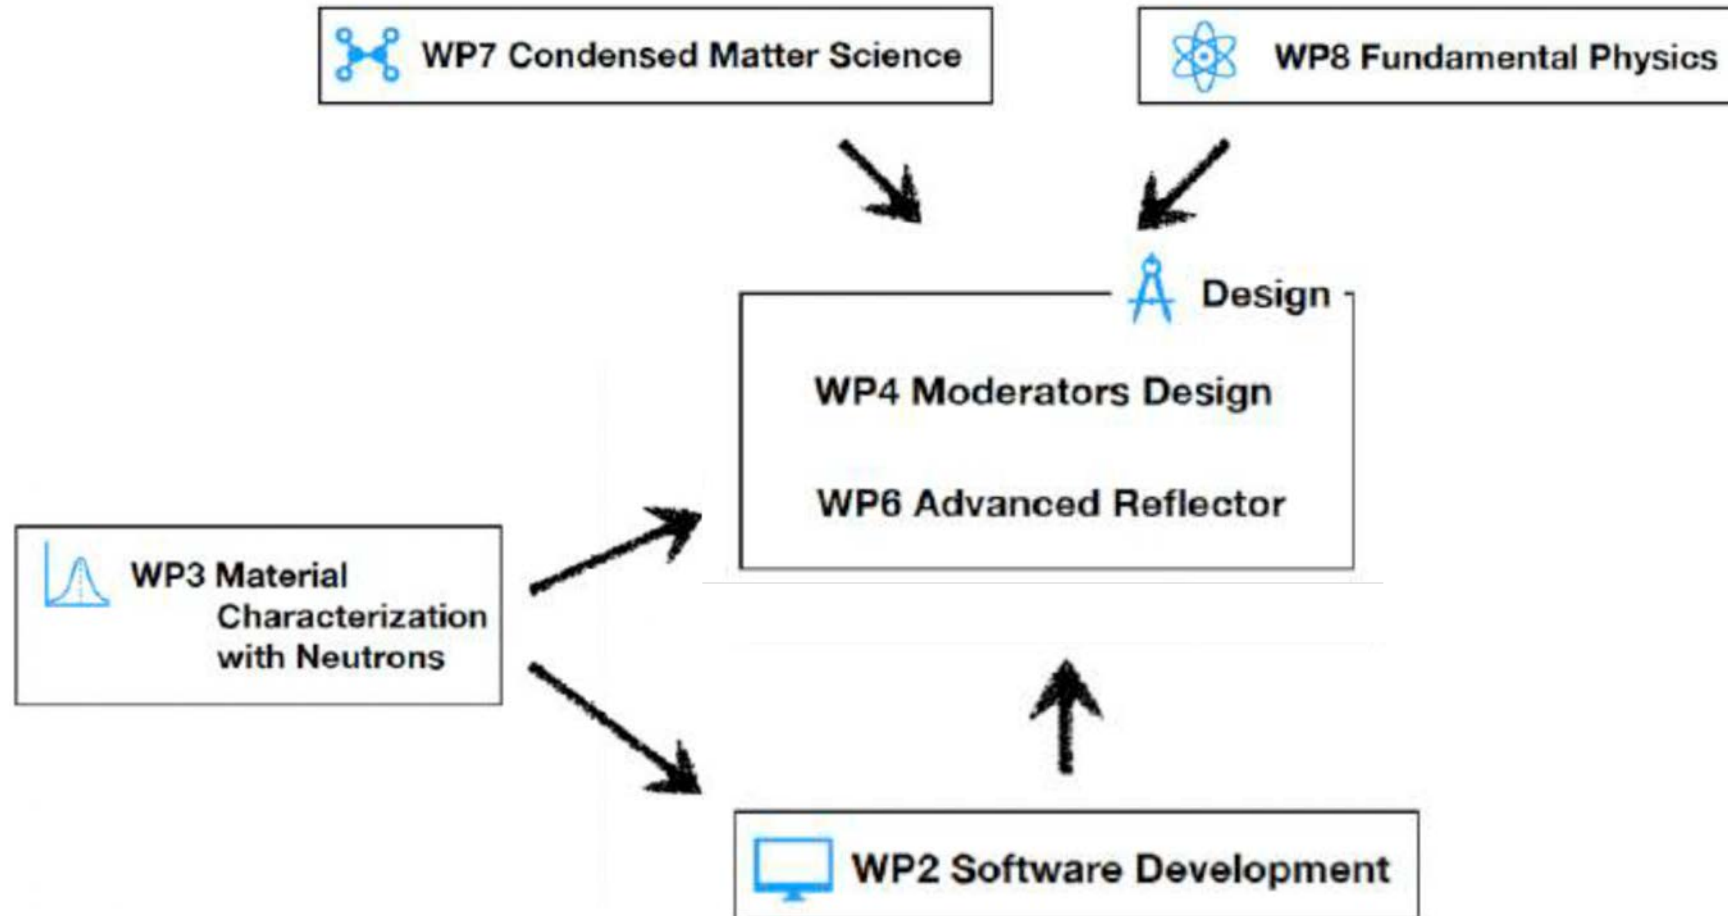 WP7 Condensed Matter Science
WP8 Fundamental Physics
Design
WP4 Moderators Design
WP6 Advanced Reflector
WP3 Material
Characterization
with Neutrons
WP2 Software Development